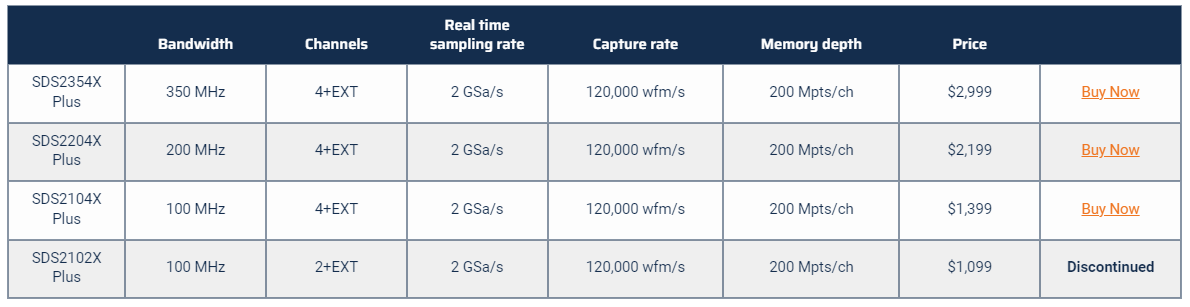 Bandwidth Channels Real time sampling rate Capture rate Memory depth Price
SDS2354X Plus 350 MHz 4+EXT 2 GSa/s 120,000 wfm/s 200 Mpts/ch $2,999 Buy Now
SDS2204X Plus 200 MHz 4+EXT 2 GSa/s 120,000 wfm/s 200 Mpts/ch $2,199 Buy Now
SDS2104X Plus 100 MHz 4+EXT 2 GSa/s 120,000 wfm/s 200 Mpts/ch $1,399 Buy Now
SDS2102X Plus 100 MHz 2+EXT 2 GSa/s 120,000 wfm/s 200 Mpts/ch $1,099 Discontinued